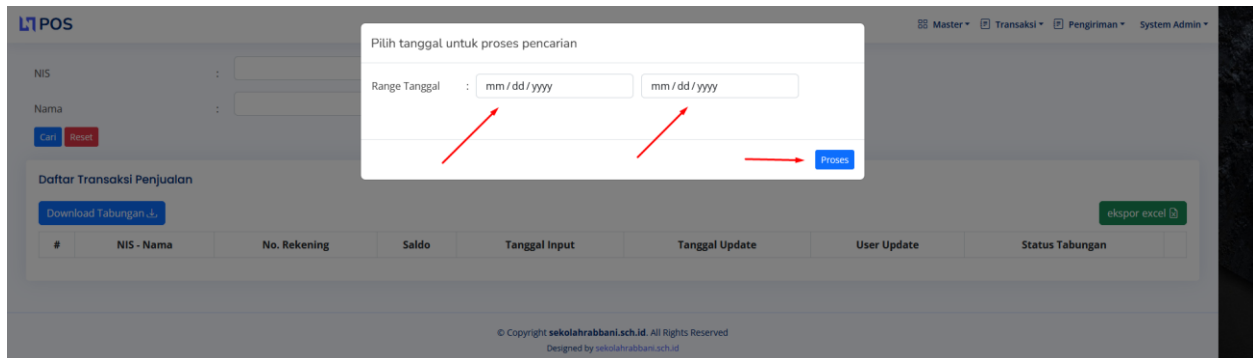 POS
Master
Transaksi
Pengiriman
System Admin
Pilih tanggal untuk proses pencarian
NIS :
Range Tanggal : mm / dd / yyyy mm / dd / yyyy
Nama :
Cari Reset
Proses
Daftar Transaksi Penjualan
Download Tabungan
ekspor excel
# NIS - Nama No. Rekening Saldo Tanggal Input Tanggal Update User Update Status Tabungan
© Copyright sekolahrabbani.sch.id. All Rights Reserved
Designed by sekolahrabbani.sch.id